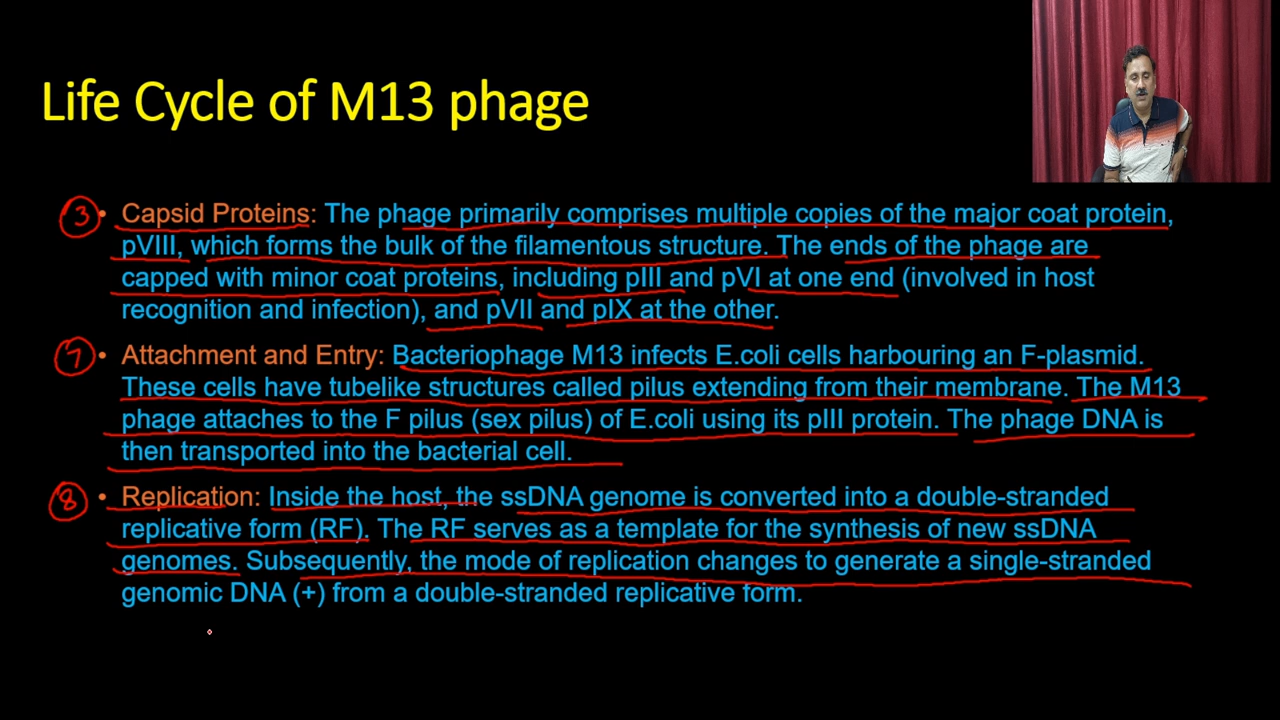 Life Cycle of M13 phage
3 • Capsid Proteins: The phage primarily comprises multiple copies of the major coat protein,
pVIII, which forms the bulk of the filamentous structure. The ends of the phage are
capped with minor coat proteins, including pIII and pVI at one end (involved in host
recognition and infection), and pVII and pIX at the other.
7 • Attachment and Entry: Bacteriophage M13 infects E.coli cells harbouring an F-plasmid.
These cells have tubelike structures called pilus extending from their membrane. The M13
phage attaches to the F pilus (sex pilus) of E.coli using its pIII protein. The phage DNA is
then transported into the bacterial cell.
8 • Replication: Inside the host, the ssDNA genome is converted into a double-stranded
replicative form (RF). The RF serves as a template for the synthesis of new ssDNA
genomes. Subsequently, the mode of replication changes to generate a single-stranded
genomic DNA (+) from a double-stranded replicative form.